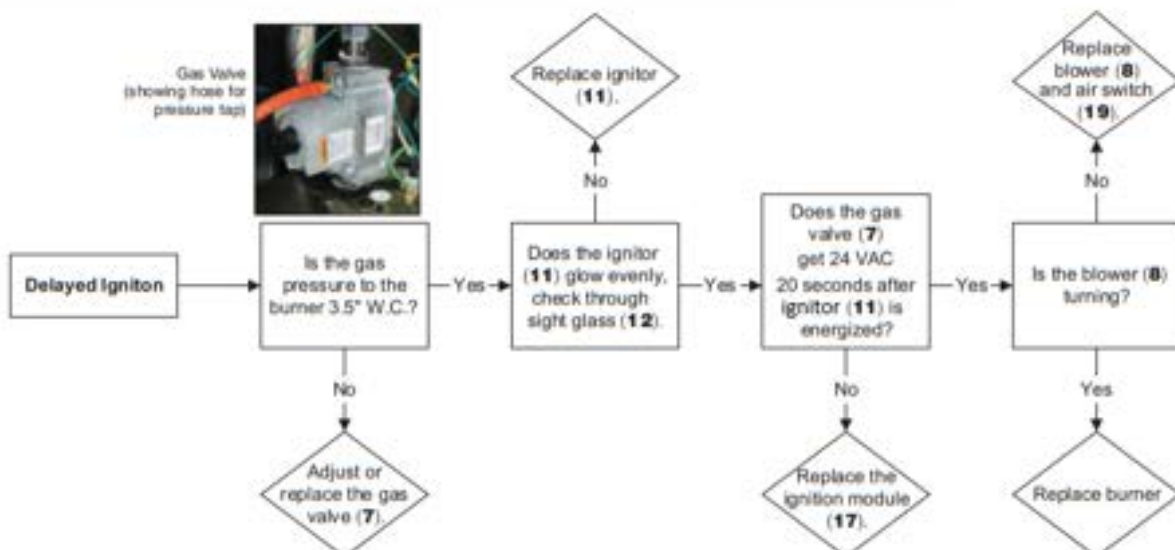 Gas Valve
(showing hose for
pressure tap)
Replace ignitor
(11).
Replace
blower (8)
and air switch
(19).
No
No
Delayed Igniton
Is the gas
pressure to the
burner 3.5" W.C.?
Yes
Does the ignitor
(11) glow evenly,
check through
sight glass (12).
Yes
Does the gas
valve (7)
get 24 VAC
20 seconds after
ignitor (11) is
energized?
Yes
Is the blower (8)
turning?
No
No
Yes
Adjust or
replace the gas
valve (7).
Replace the
ignition module
(17).
Replace burner